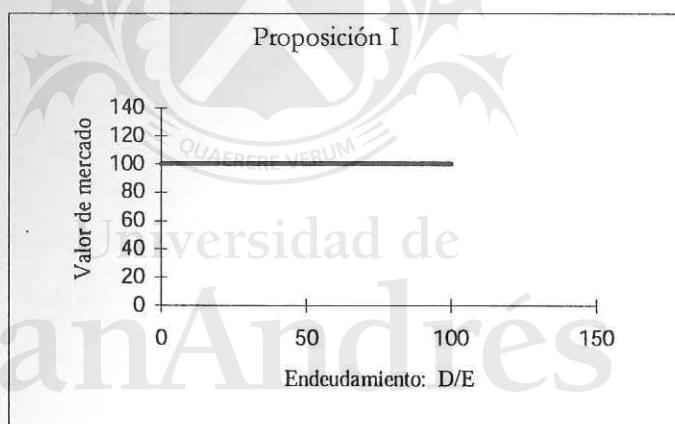 Proposición I
Valor de mercado
140
120
100
80
60
40
20
0
0 50 100 150
Endeudamiento: D/E
QUAERERE VERUM
Universidad de
SanAndrés